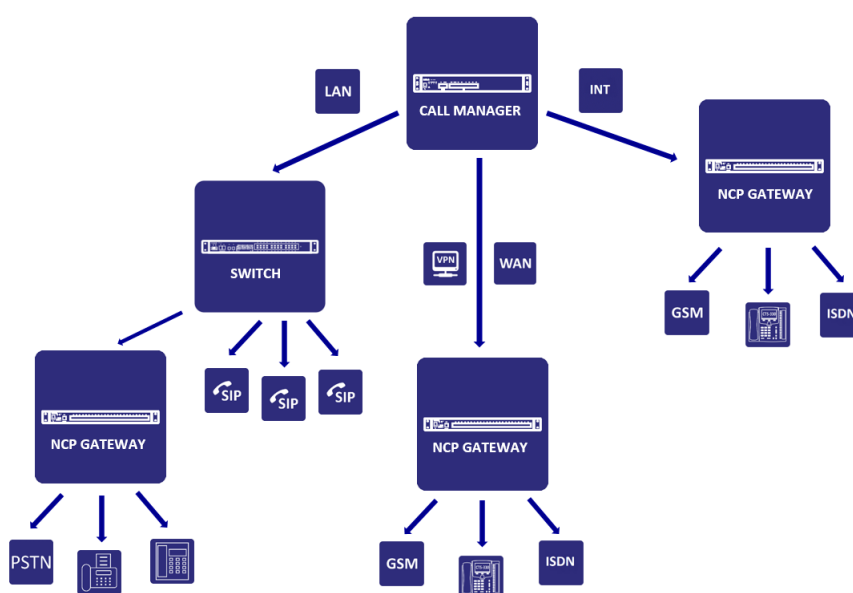 LAN
CALL MANAGER
INT
NCP GATEWAY
SWITCH
VPN
WAN
GSM
ISDN
SIP
SIP
SIP
NCP GATEWAY
NCP GATEWAY
PSTN
GSM
ISDN